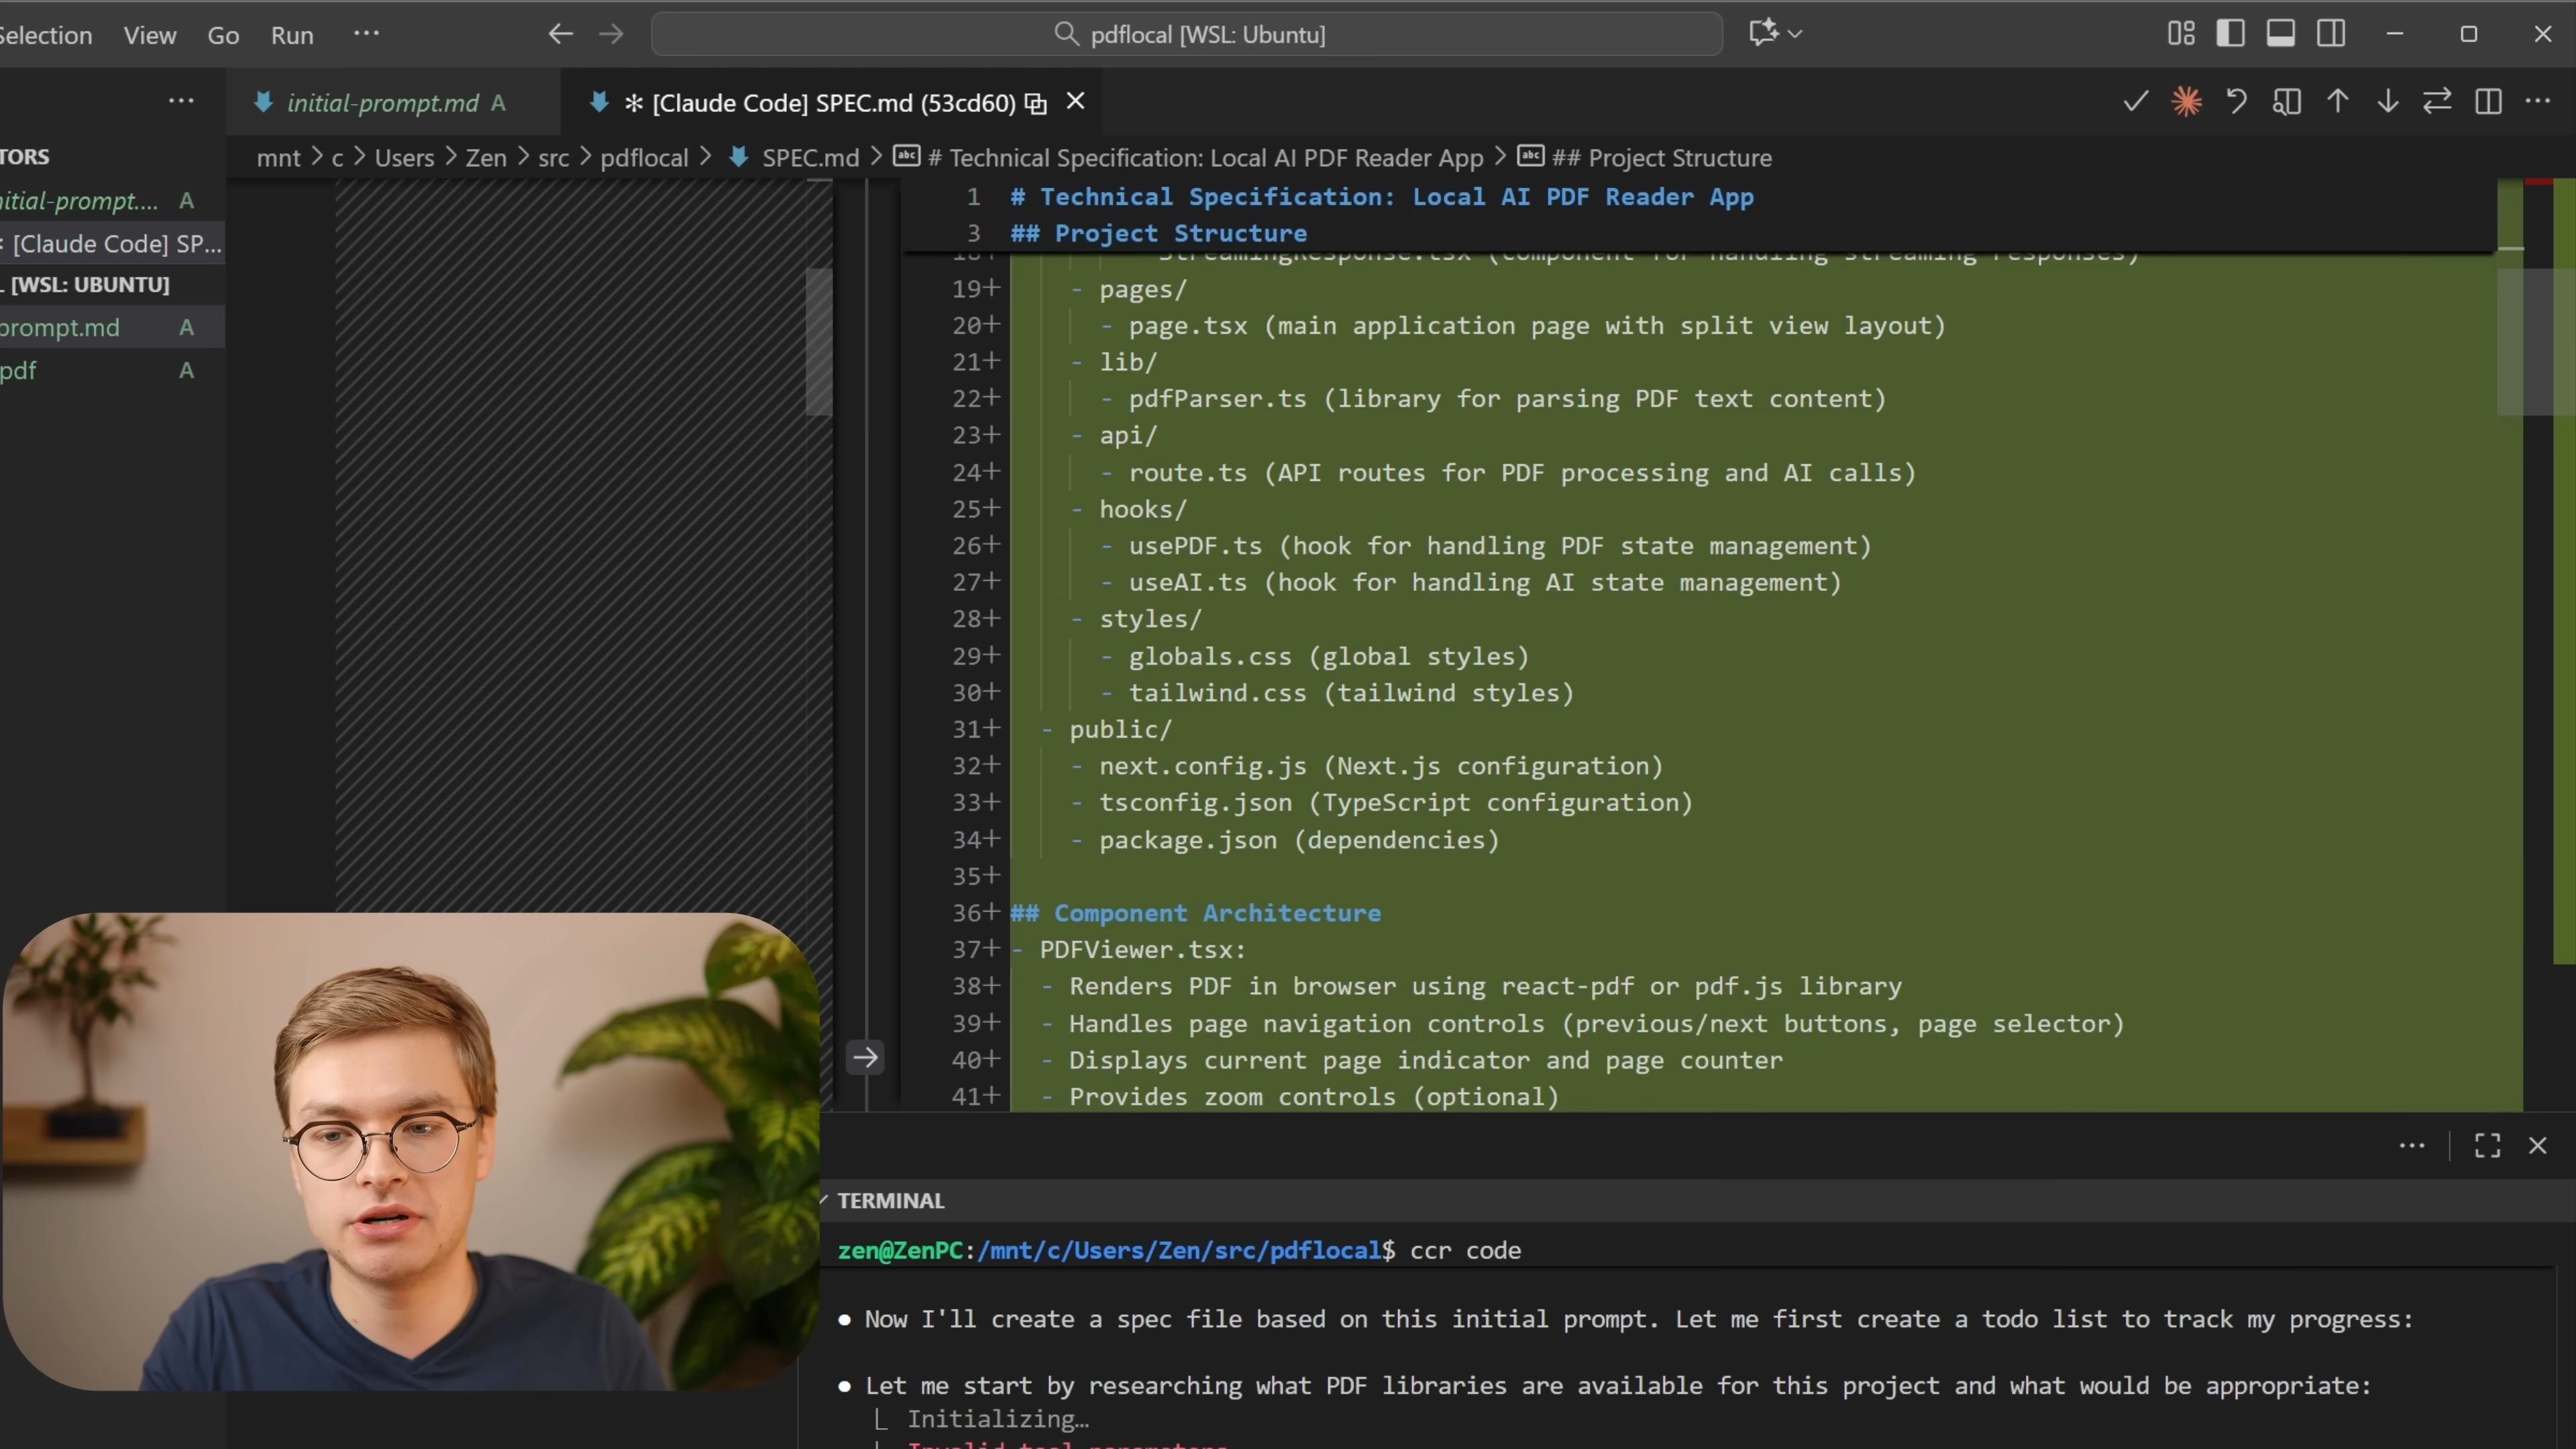 Selection View Go Run ···
pdflocal [WSL: Ubuntu]
initial-prompt.md A
[Claude Code] SPEC.md (53cd60)
mnt > c > Users > Zen > src > pdflocal > SPEC.md > # Technical Specification: Local AI PDF Reader App > ## Project Structure
TORS
nitial-prompt.... A
[Claude Code] SP...
L [WSL: UBUNTU]
prompt.md A
pdf A
1 # Technical Specification: Local AI PDF Reader App
3 ## Project Structure
18+ StreamingResponse.tsx (component for handling streaming responses)
19+ - pages/
20+ - page.tsx (main application page with split view layout)
21+ - lib/
22+ - pdfParser.ts (library for parsing PDF text content)
23+ - api/
24+ - route.ts (API routes for PDF processing and AI calls)
25+ - hooks/
26+ - usePDF.ts (hook for handling PDF state management)
27+ - useAI.ts (hook for handling AI state management)
28+ - styles/
29+ - globals.css (global styles)
30+ - tailwind.css (tailwind styles)
31+ - public/
32+ - next.config.js (Next.js configuration)
33+ - tsconfig.json (TypeScript configuration)
34+ - package.json (dependencies)
35+
36+ ## Component Architecture
37+ - PDFViewer.tsx:
38+ - Renders PDF in browser using react-pdf or pdf.js library
39+ - Handles page navigation controls (previous/next buttons, page selector)
40+ - Displays current page indicator and page counter
41+ - Provides zoom controls (optional)
TERMINAL
zen@ZenPC:/mnt/c/Users/Zen/src/pdflocal$ ccr code
● Now I'll create a spec file based on this initial prompt. Let me first create a todo list to track my progress:
● Let me start by researching what PDF libraries are available for this project and what would be appropriate:
Initializing…
Invalid tool parameters